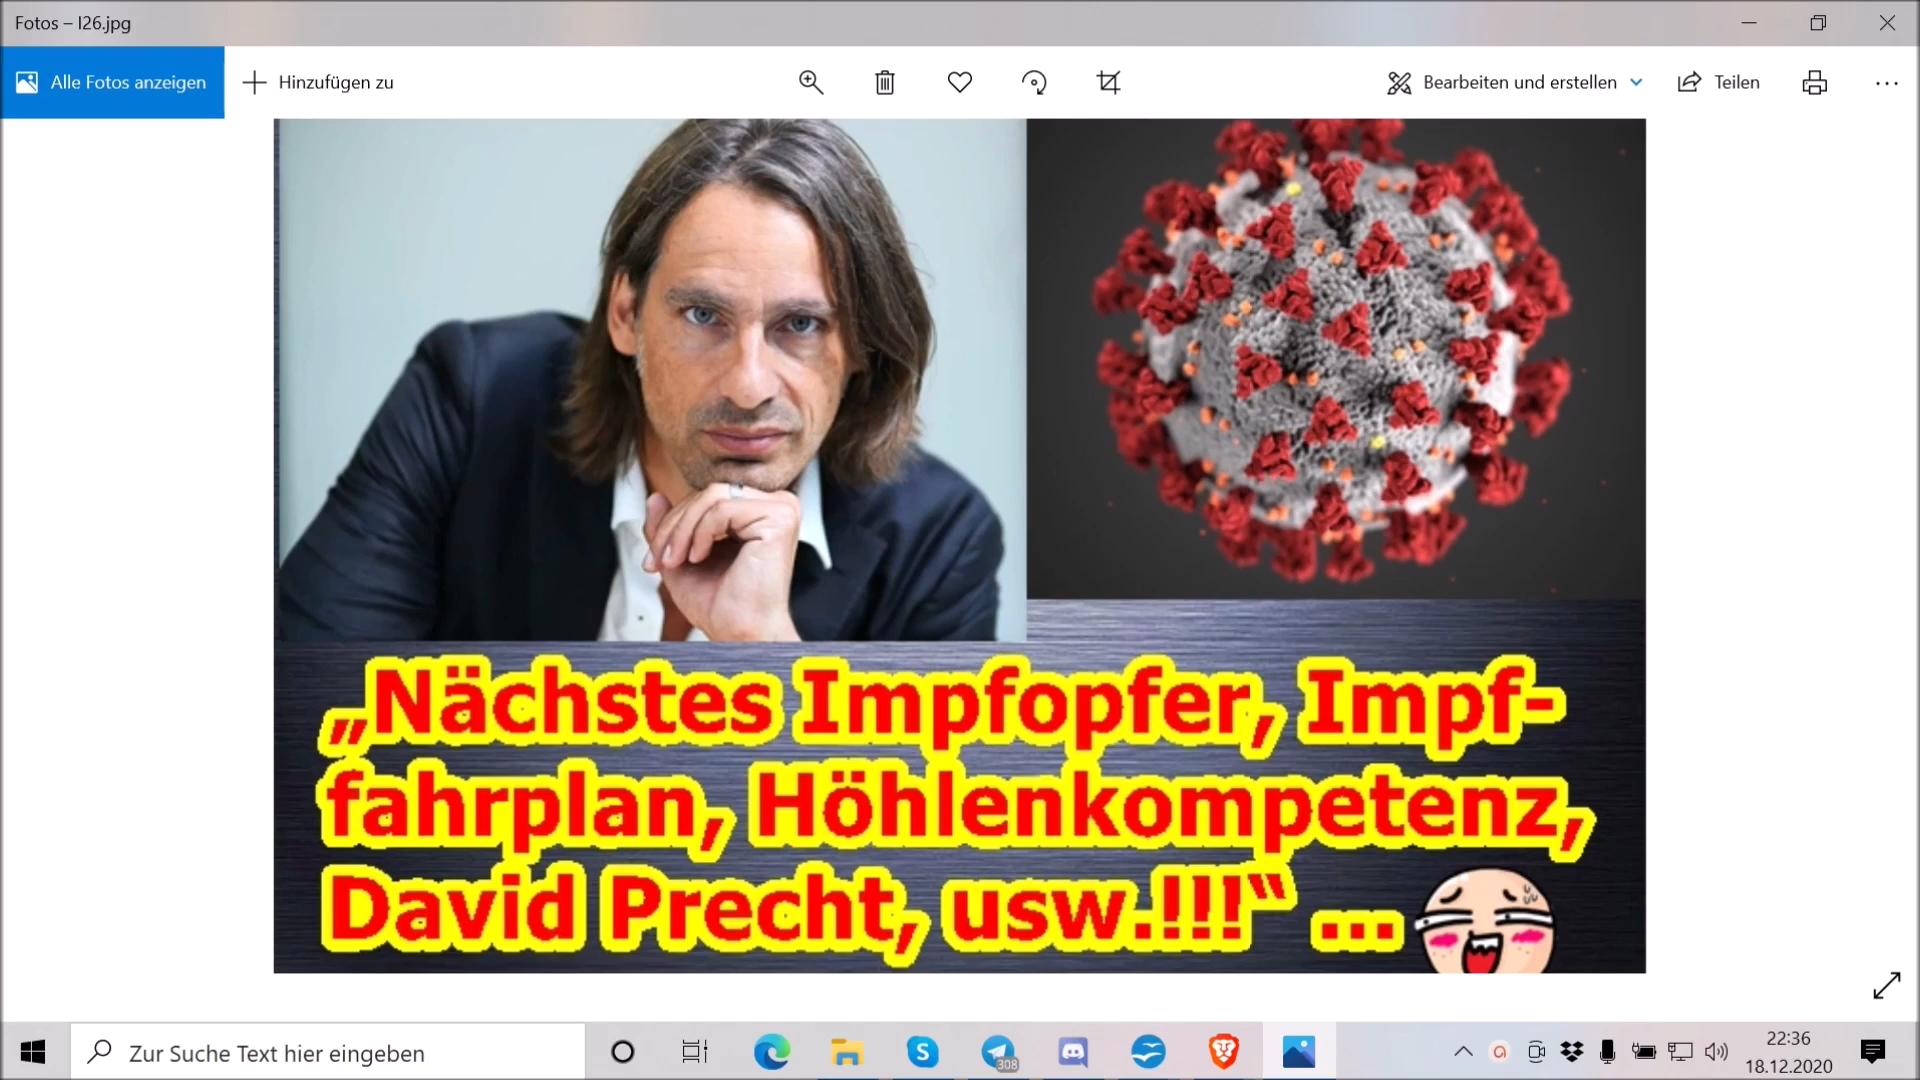 Fotos – I26.jpg
Alle Fotos anzeigen
Hinzufügen zu
Bearbeiten und erstellen
Teilen
„Nächstes Impfopfer, Impf-
fahrplan, Höhlenkompetenz,
David Precht, usw.!!!“ ...
Zur Suche Text hier eingeben
308
22:36
18.12.2020